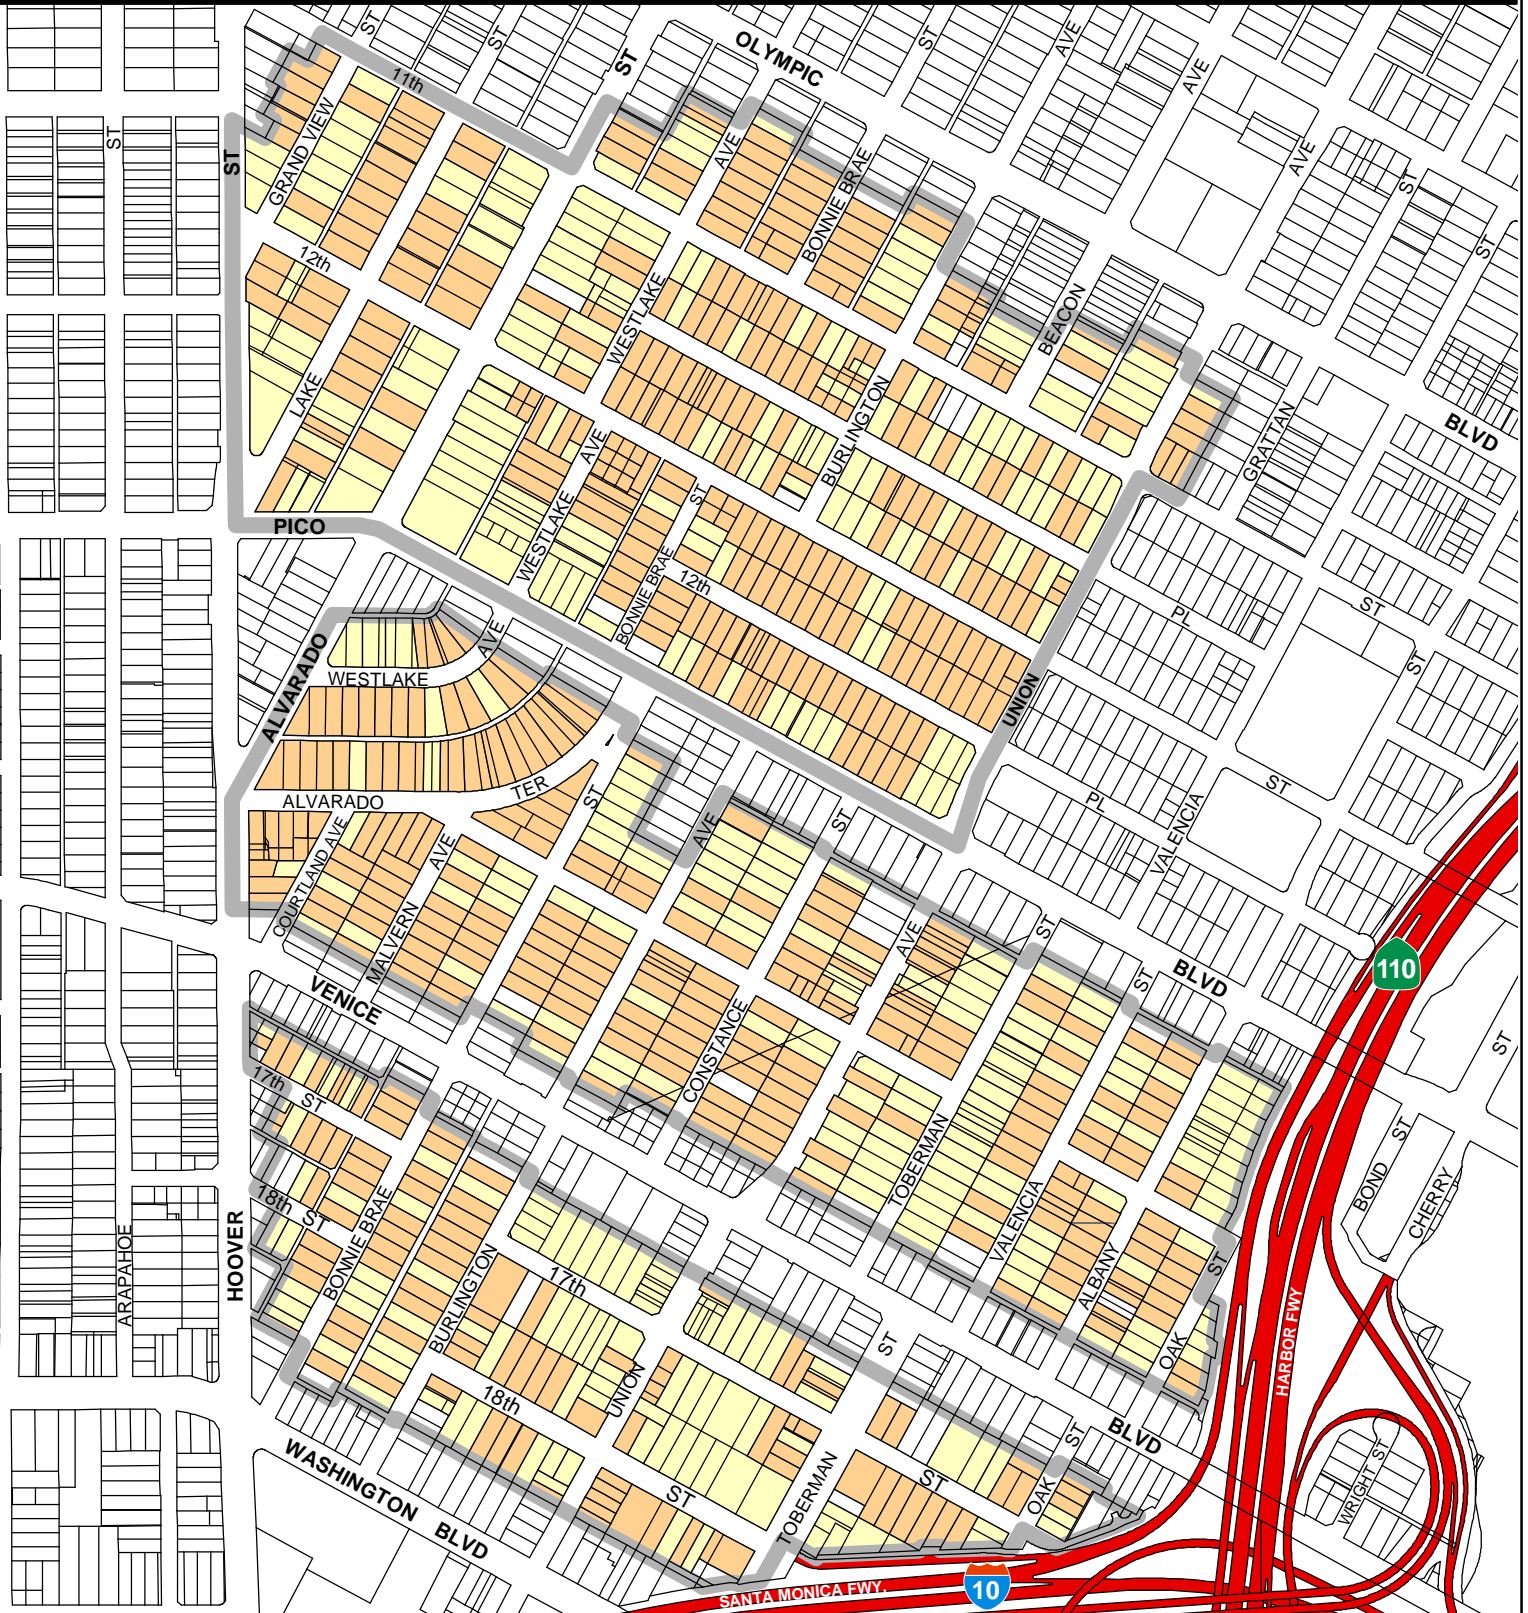 ST
ST
ST
OLYMPIC
ST
AVE
11th
AVE
ST
ST
GRAND VIEW
AVE
AVE
ST
BONNIE BRAE
ST
12th
WESTLAKE
BEACON
LAKE
BURLINGTON
GRATTAN
BLVD
AVE
ST
PICO
WESTLAKE
BONNIE BRAE
12th
PL
ST
ALVARADO
AVE
WESTLAKE
UNION
ST
ALVARADO
TER
ST
PL
ST
COURTLAND AVE
AVE
AVE
ST
VALENCIA
MALVERN
AVE
ST
VENICE
ST
BLVD
110
CONSTANCE
ST
17th
ST
TOBERMAN
BOND
ST
CHERRY
18th
ST
BONNIE BRAE
VALENCIA
ARAPAHOE
HOOVER
BURLINGTON
17th
ALBANY
ST
OAK
HARBOR FWY
ST
UNION
18th
BLVD
ST
WASHINGTON
BLVD
ST
TOBERMAN
ST
OAK
WRIGHT
ST
SANTA MONICA FWY.
10